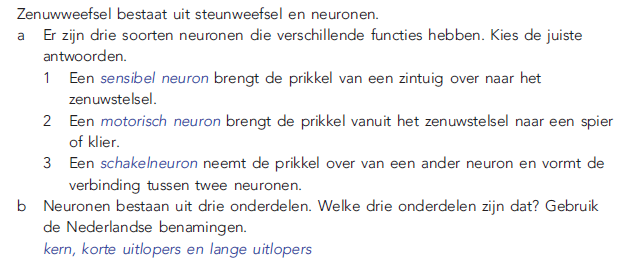 Zenuwweefsel bestaat uit steunweefsel en neuronen.
a Er zijn drie soorten neuronen die verschillende functies hebben. Kies de juiste
antwoorden.
1 Een sensibel neuron brengt de prikkel van een zintuig over naar het
zenuwstelsel.
2 Een motorisch neuron brengt de prikkel vanuit het zenuwstelsel naar een spier
of klier.
3 Een schakelneuron neemt de prikkel over van een ander neuron en vormt de
verbinding tussen twee neuronen.
b Neuronen bestaan uit drie onderdelen. Welke drie onderdelen zijn dat? Gebruik
de Nederlandse benamingen.
kern, korte uitlopers en lange uitlopers